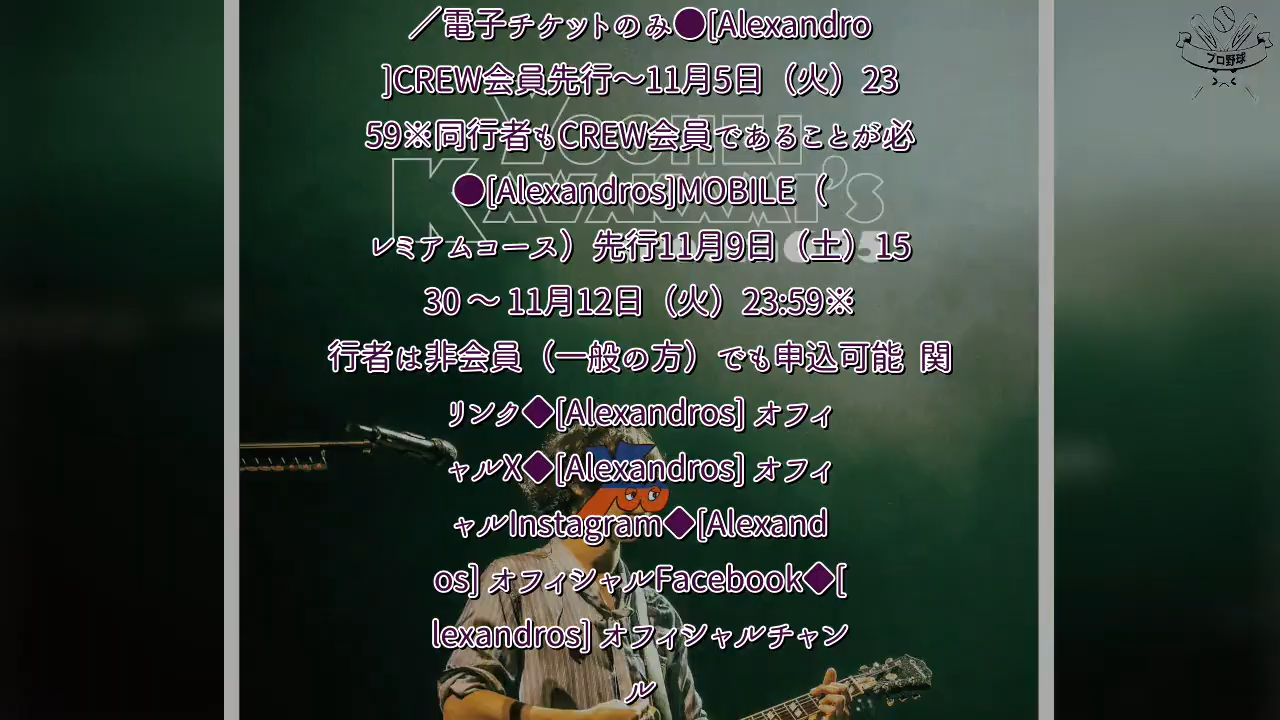 ／電子チケットのみ●[Alexandro
]CREW会員先行～11月5日（火）23
59※同行者もCREW会員であることが必
●[Alexandros]MOBILE（
レミアムコース）先行11月9日（土）15
30 ～ 11月12日（火）23:59※
行者は非会員（一般の方）でも申込可能 関
リンク◆[Alexandros] オフィ
ャルX◆[Alexandros] オフィ
ャルInstagram◆[Alexand
os] オフィシャルFacebook◆[
lexandros] オフィシャルチャン
ル
プロ野球
YOOHEI
KAWAKAMI's